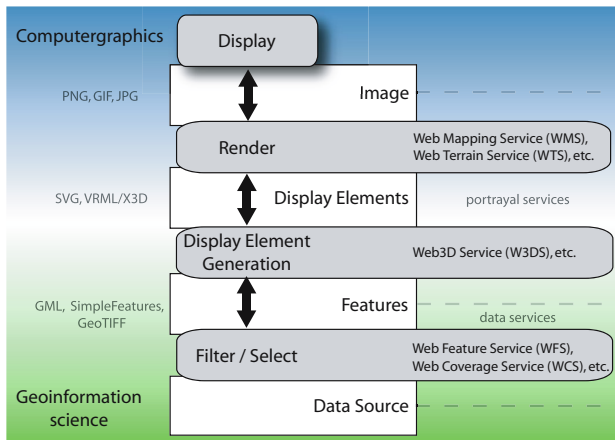 Computergraphics
Display
PNG, GIF, JPG
Image
Render
Web Mapping Service (WMS),
Web Terrain Service (WTS), etc.
SVG, VRML/X3D
Display Elements
portrayal services
Display Element
Generation
Web3D Service (W3DS), etc.
GML, SimpleFeatures,
GeoTIFF
Features
data services
Filter / Select
Web Feature Service (WFS),
Web Coverage Service (WCS), etc.
Geoinformation
science
Data Source